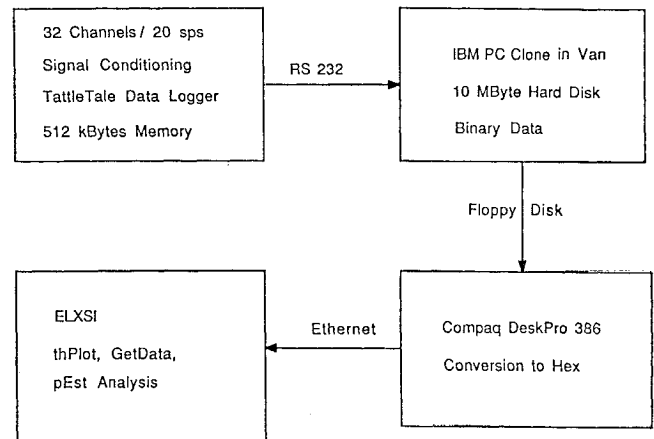 32 Channels / 20 sps
Signal Conditioning
TattleTale Data Logger
512 kBytes Memory
RS 232
IBM PC Clone in Van
10 MByte Hard Disk
Binary Data
Floppy Disk
Compaq DeskPro 386
Conversion to Hex
Ethernet
ELXSI
thPlot, GetData,
pEst Analysis